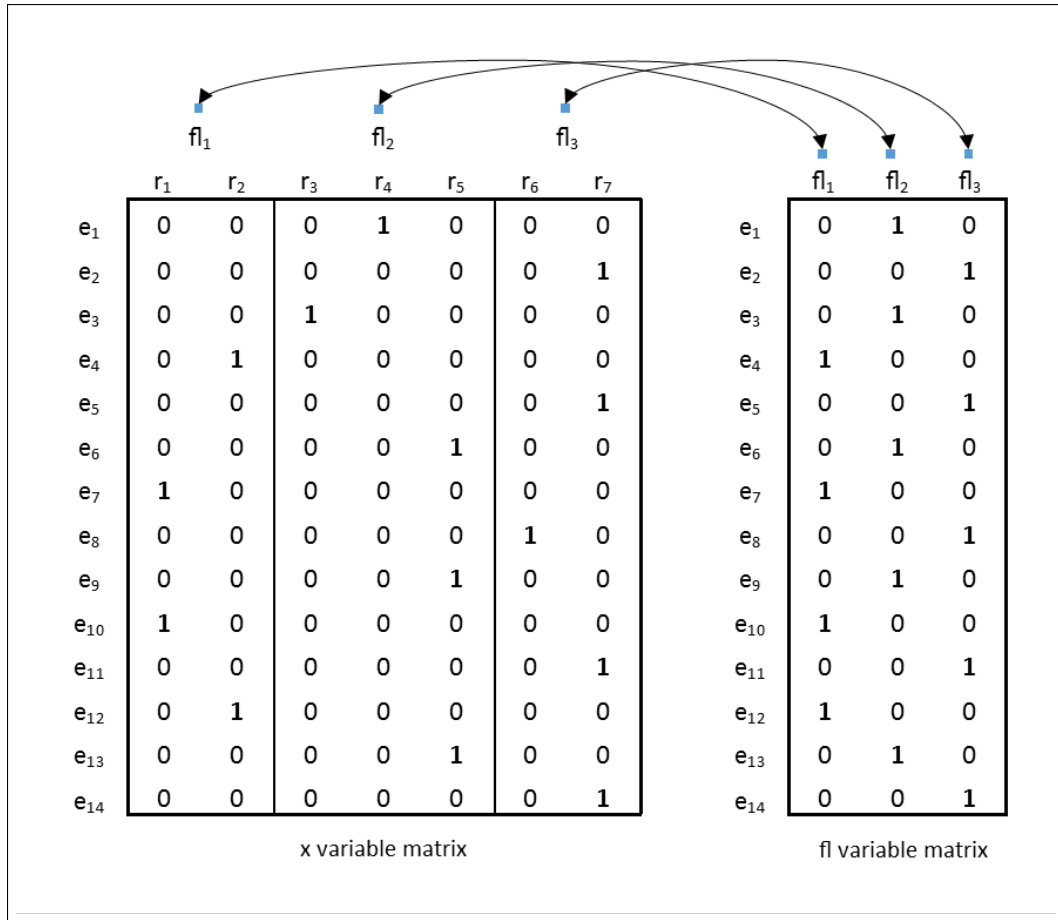 fl₁ fl₂ fl₃
r₁ r₂ r₃ r₄ r₅ r₆ r₇ fl₁ fl₂ fl₃
e₁ 0 0 0 1 0 0 0 e₁ 0 1 0
e₂ 0 0 0 0 0 0 1 e₂ 0 0 1
e₃ 0 0 1 0 0 0 0 e₃ 0 1 0
e₄ 0 1 0 0 0 0 0 e₄ 1 0 0
e₅ 0 0 0 0 0 0 1 e₅ 0 0 1
e₆ 0 0 0 0 1 0 0 e₆ 0 1 0
e₇ 1 0 0 0 0 0 0 e₇ 1 0 0
e₈ 0 0 0 0 0 1 0 e₈ 0 0 1
e₉ 0 0 0 0 1 0 0 e₉ 0 1 0
e₁₀ 1 0 0 0 0 0 0 e₁₀ 1 0 0
e₁₁ 0 0 0 0 0 0 1 e₁₁ 0 0 1
e₁₂ 0 1 0 0 0 0 0 e₁₂ 1 0 0
e₁₃ 0 0 0 0 1 0 0 e₁₃ 0 1 0
e₁₄ 0 0 0 0 0 0 1 e₁₄ 0 0 1
x variable matrix fl variable matrix